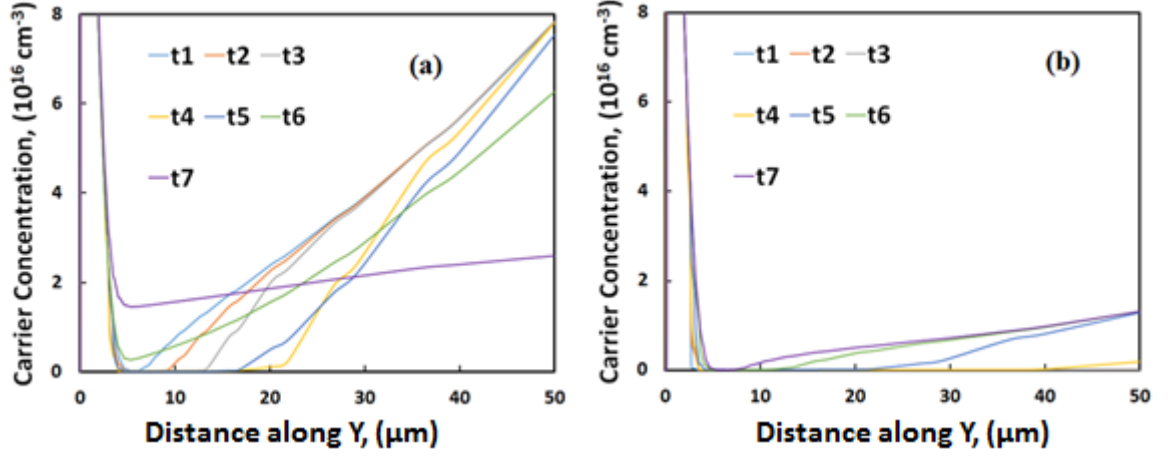 Carrier Concentration, (10¹⁶ cm⁻³)
8
6
4
2
0
t1 t2 t3
(a)
t4 t5 t6
t7
0 10 20 30 40 50
Distance along Y, (μm)
Carrier Concentration, (10¹⁶ cm⁻³)
8
6
4
2
0
t1 t2 t3
(b)
t4 t5 t6
t7
0 10 20 30 40 50
Distance along Y, (μm)